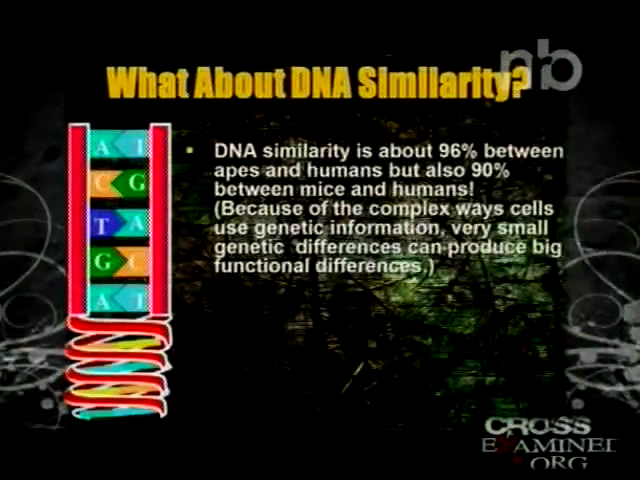 nb
What About DNA Similarity?
DNA similarity is about 96% between
apes and humans but also 90%
between mice and humans!
(Because of the complex ways cells
use genetic information, very small
genetic differences can produce big
functional differences.)
A T
C G
T A
G C
A T
CROSS
EXAMINED
.ORG